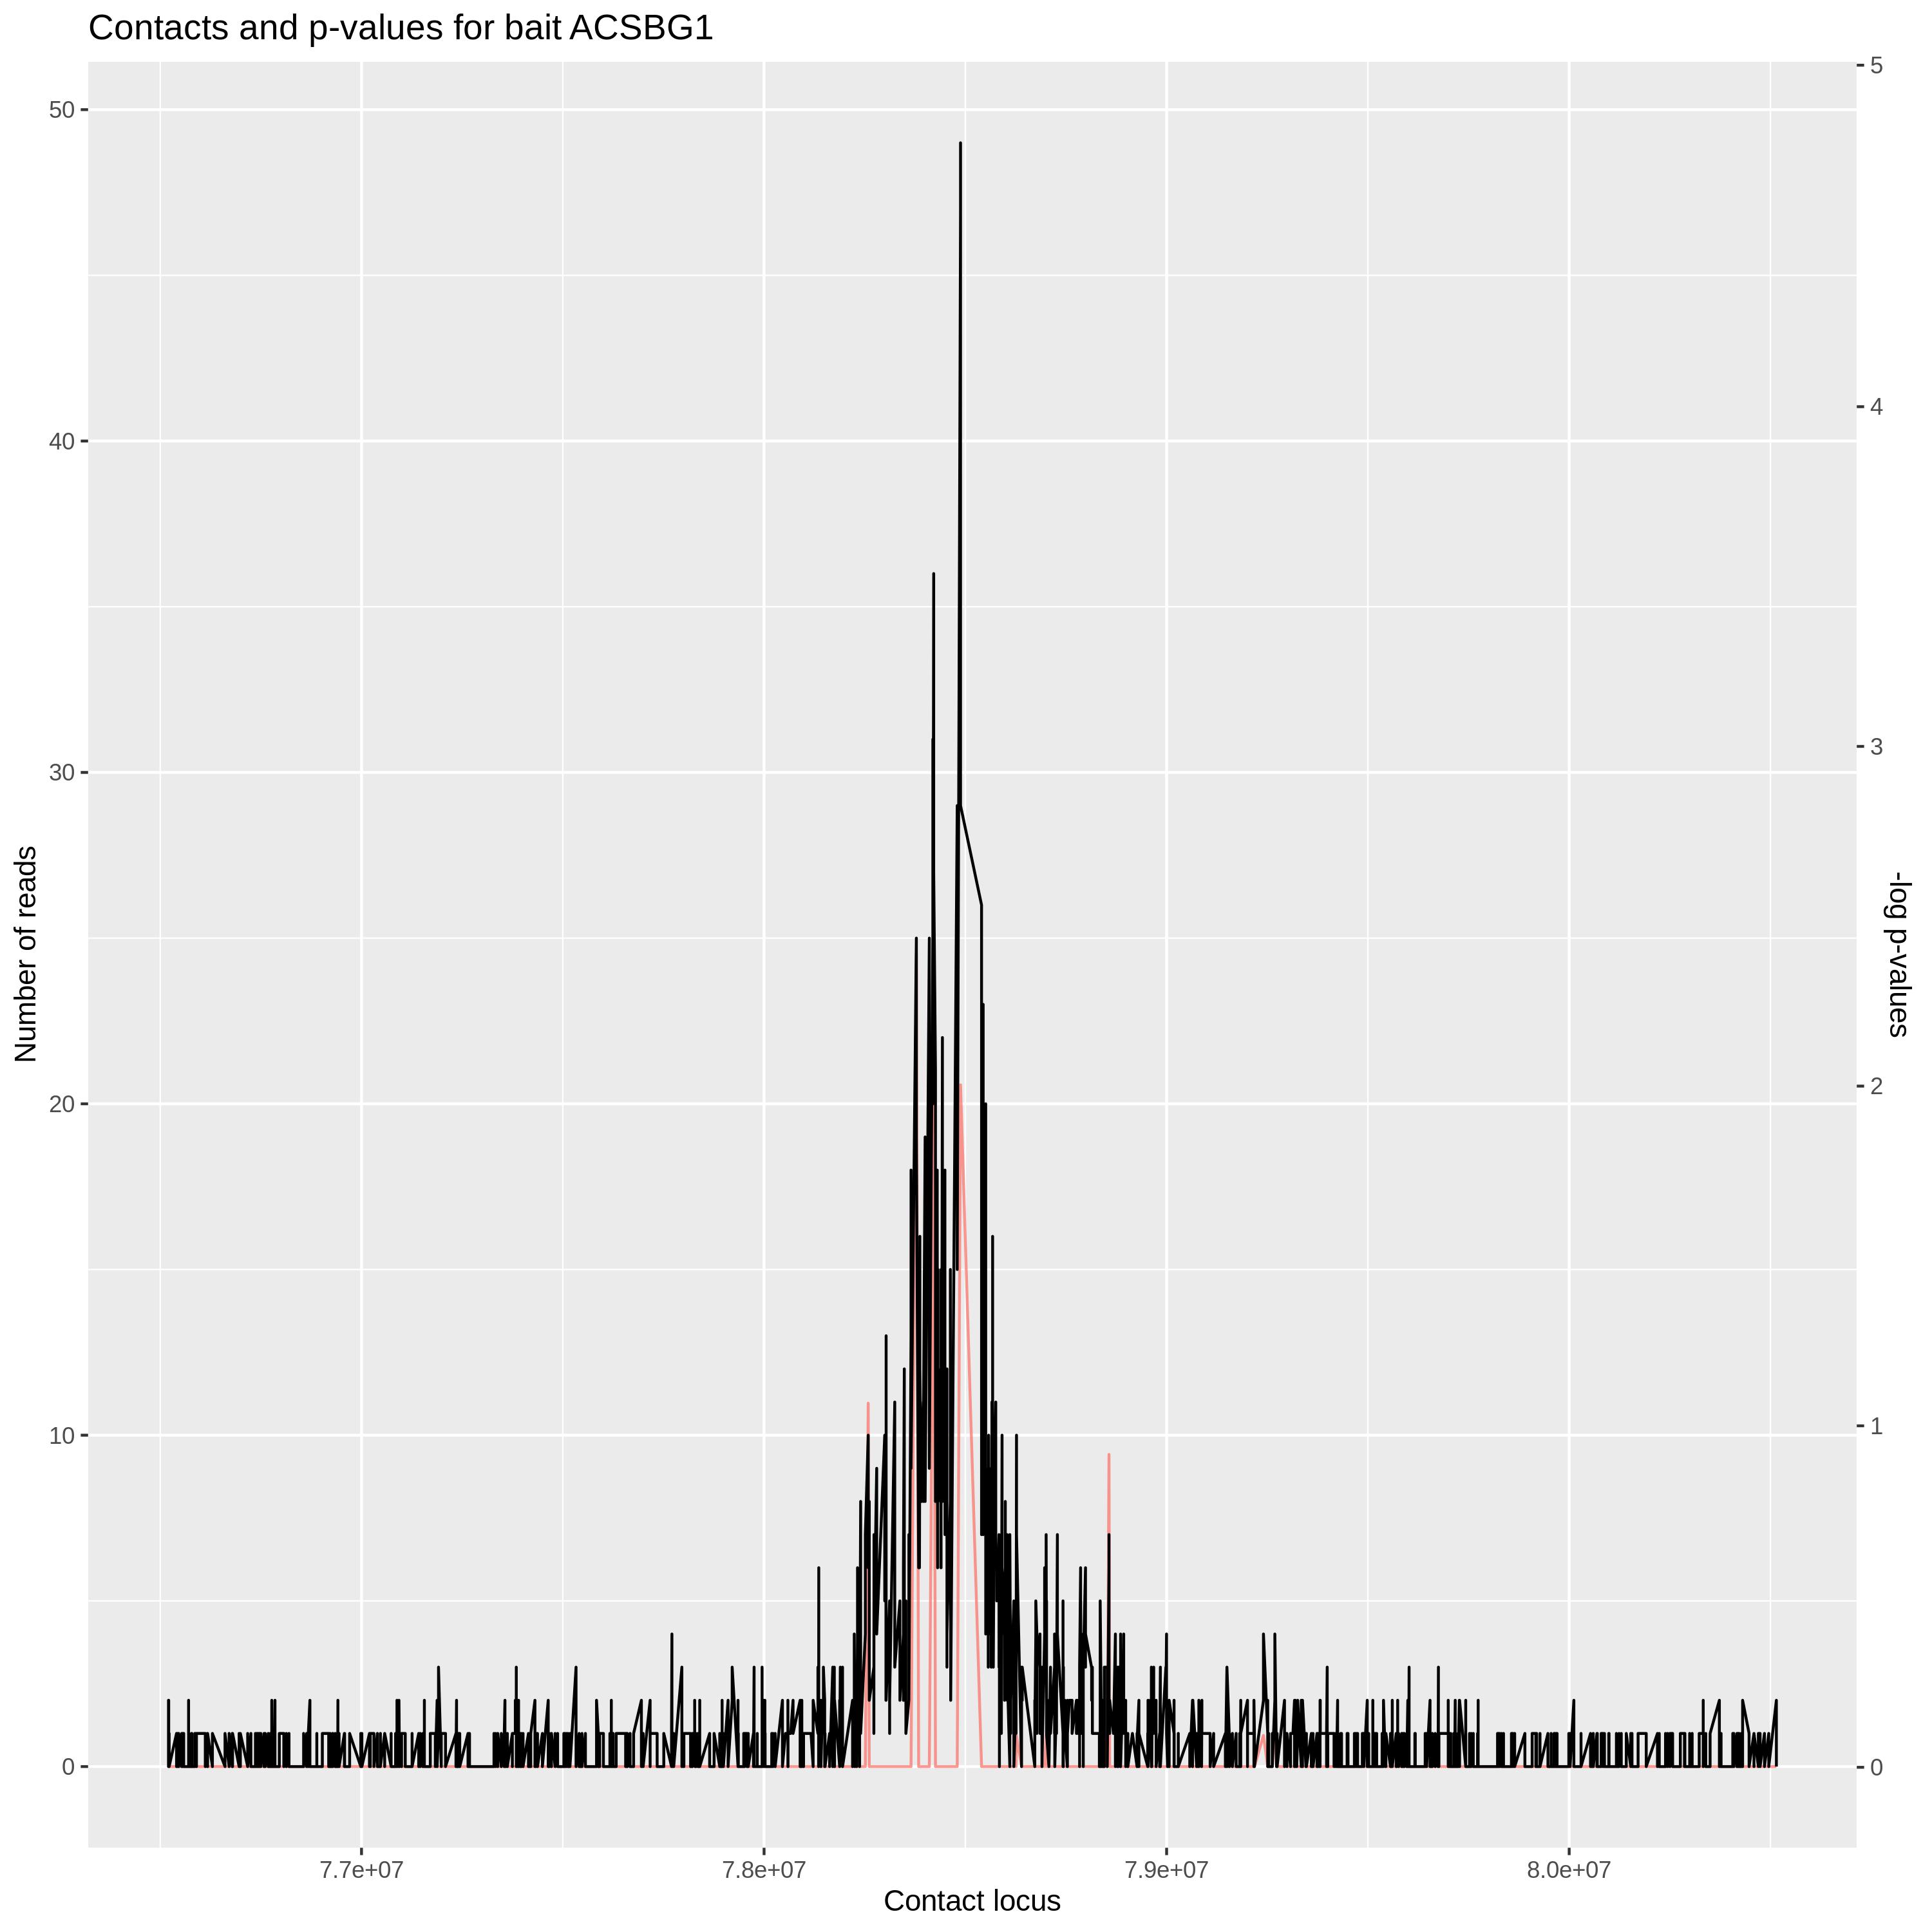 Contacts and p-values for bait ACSBG1
50
40
30
20
10
0
Number of reads
5
4
3
2
1
0
-log p-values
7.7e+07 7.8e+07 7.9e+07 8.0e+07
Contact locus